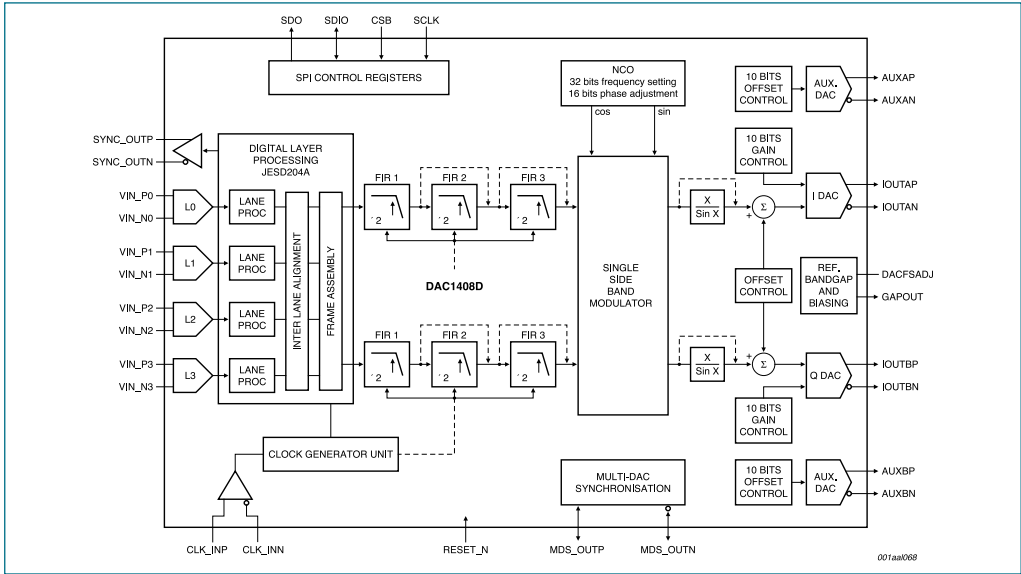 SDO SDIO CSB SCLK
SPI CONTROL REGISTERS
NCO
32 bits frequency setting
16 bits phase adjustment
cos sin
10 BITS
OFFSET
CONTROL
AUX.
DAC
AUXAP
AUXAN
SYNC_OUTP
SYNC_OUTN
DIGITAL LAYER
PROCESSING
JESD204A
10 BITS
GAIN
CONTROL
VIN_P0
VIN_N0
L0
LANE
PROC
FIR 1
´2
FIR 2
´2
FIR 3
´2
X
Sin X
+
Σ
I DAC
IOUTAP
IOUTAN
VIN_P1
VIN_N1
L1
LANE
PROC
INTER LANE ALIGNMENT
FRAME ASSEMBLY
DAC1408D
SINGLE
SIDE
BAND
MODULATOR
OFFSET
CONTROL
REF.
BANDGAP
AND
BIASING
DACFSADJ
GAPOUT
VIN_P2
VIN_N2
L2
LANE
PROC
VIN_P3
VIN_N3
L3
LANE
PROC
FIR 1
´2
FIR 2
´2
FIR 3
´2
X
Sin X
+
Σ
Q DAC
IOUTBP
IOUTBN
10 BITS
GAIN
CONTROL
CLOCK GENERATOR UNIT
MULTI-DAC
SYNCHRONISATION
10 BITS
OFFSET
CONTROL
AUX.
DAC
AUXBP
AUXBN
CLK_INP CLK_INN RESET_N MDS_OUTP MDS_OUTN
001aal068